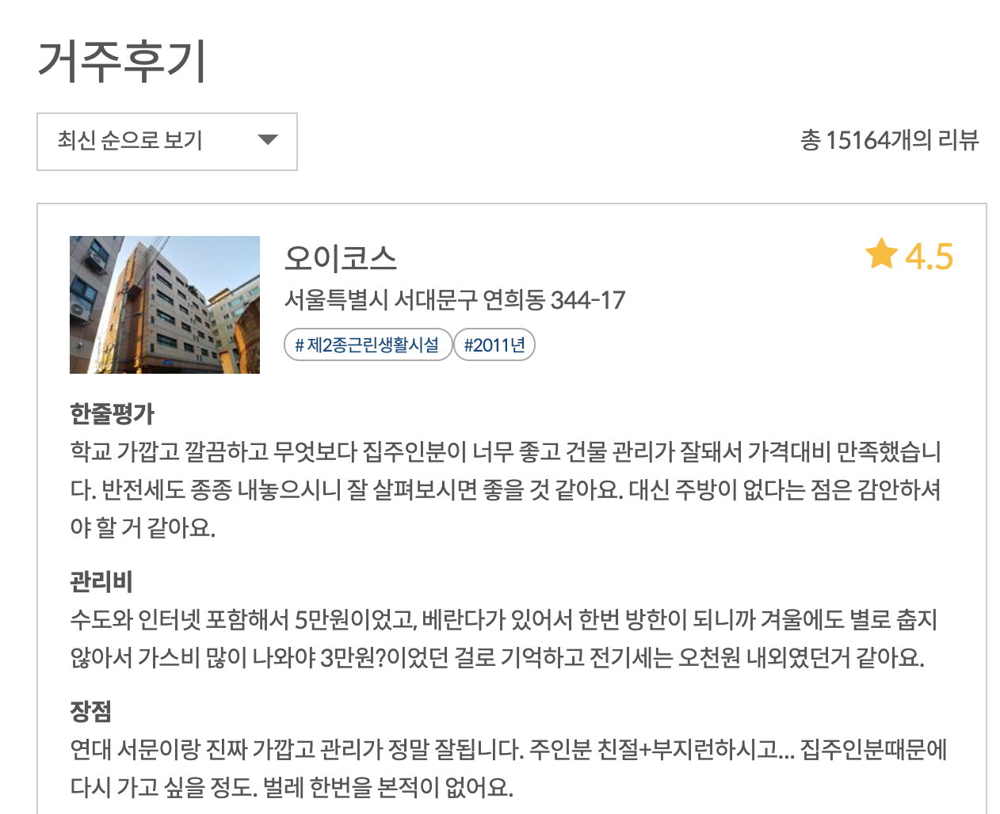 거주후기
최신 순으로 보기
총 15164개의 리뷰
오이코스
4.5
서울특별시 서대문구 연희동 344-17
# 제2종근린생활시설 #2011년
한줄평가
학교 가깝고 깔끔하고 무엇보다 집주인분이 너무 좋고 건물 관리가 잘돼서 가격대비 만족했습니
다. 반전세도 종종 내놓으시니 잘 살펴보시면 좋을 것 같아요. 대신 주방이 없다는 점은 감안하셔
야 할 거 같아요.
관리비
수도와 인터넷 포함해서 5만원이었고, 베란다가 있어서 한번 방한이 되니까 겨울에도 별로 춥지
않아서 가스비 많이 나와야 3만원?이었던 걸로 기억하고 전기세는 오천원 내외였던거 같아요.
장점
연대 서문이랑 진짜 가깝고 관리가 정말 잘됩니다. 주인분 친절+부지런하시고... 집주인분때문에
다시 가고 싶을 정도. 벌레 한번을 본적이 없어요.